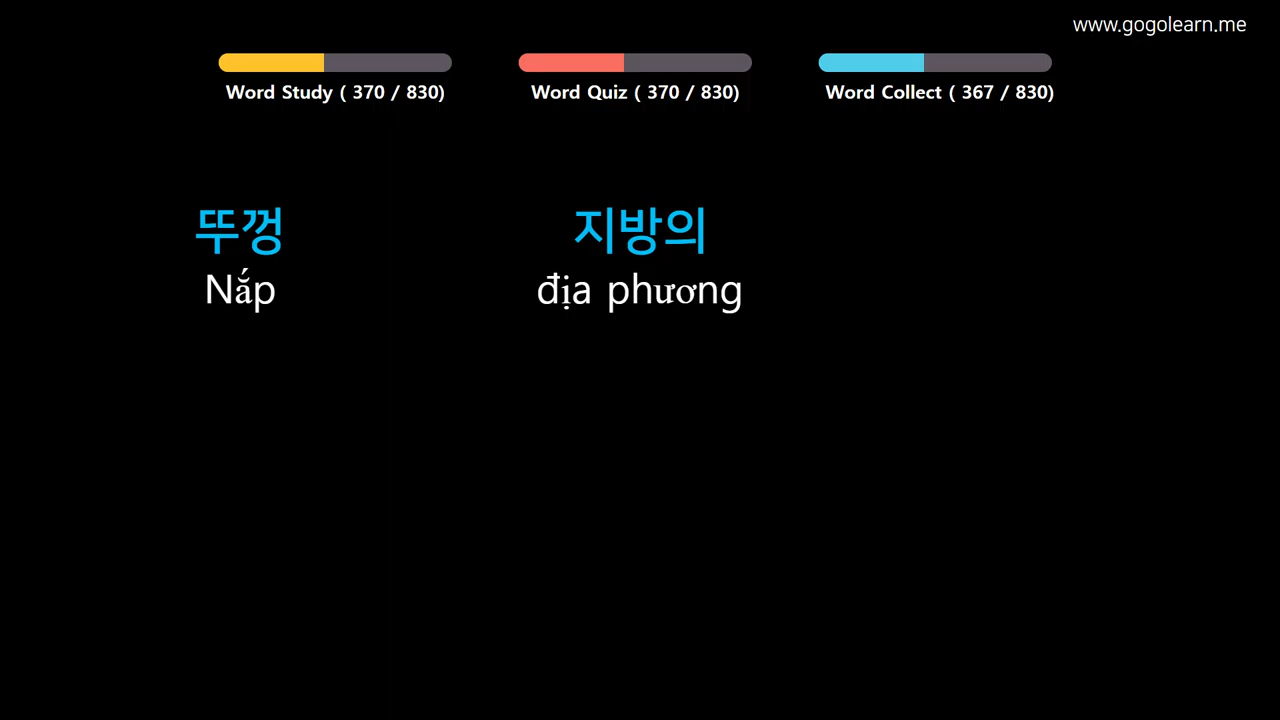 www.gogolearn.me
Word Study ( 370 / 830)
Word Quiz ( 370 / 830)
Word Collect ( 367 / 830)
뚜껑
지방의
Nắp
địa phương